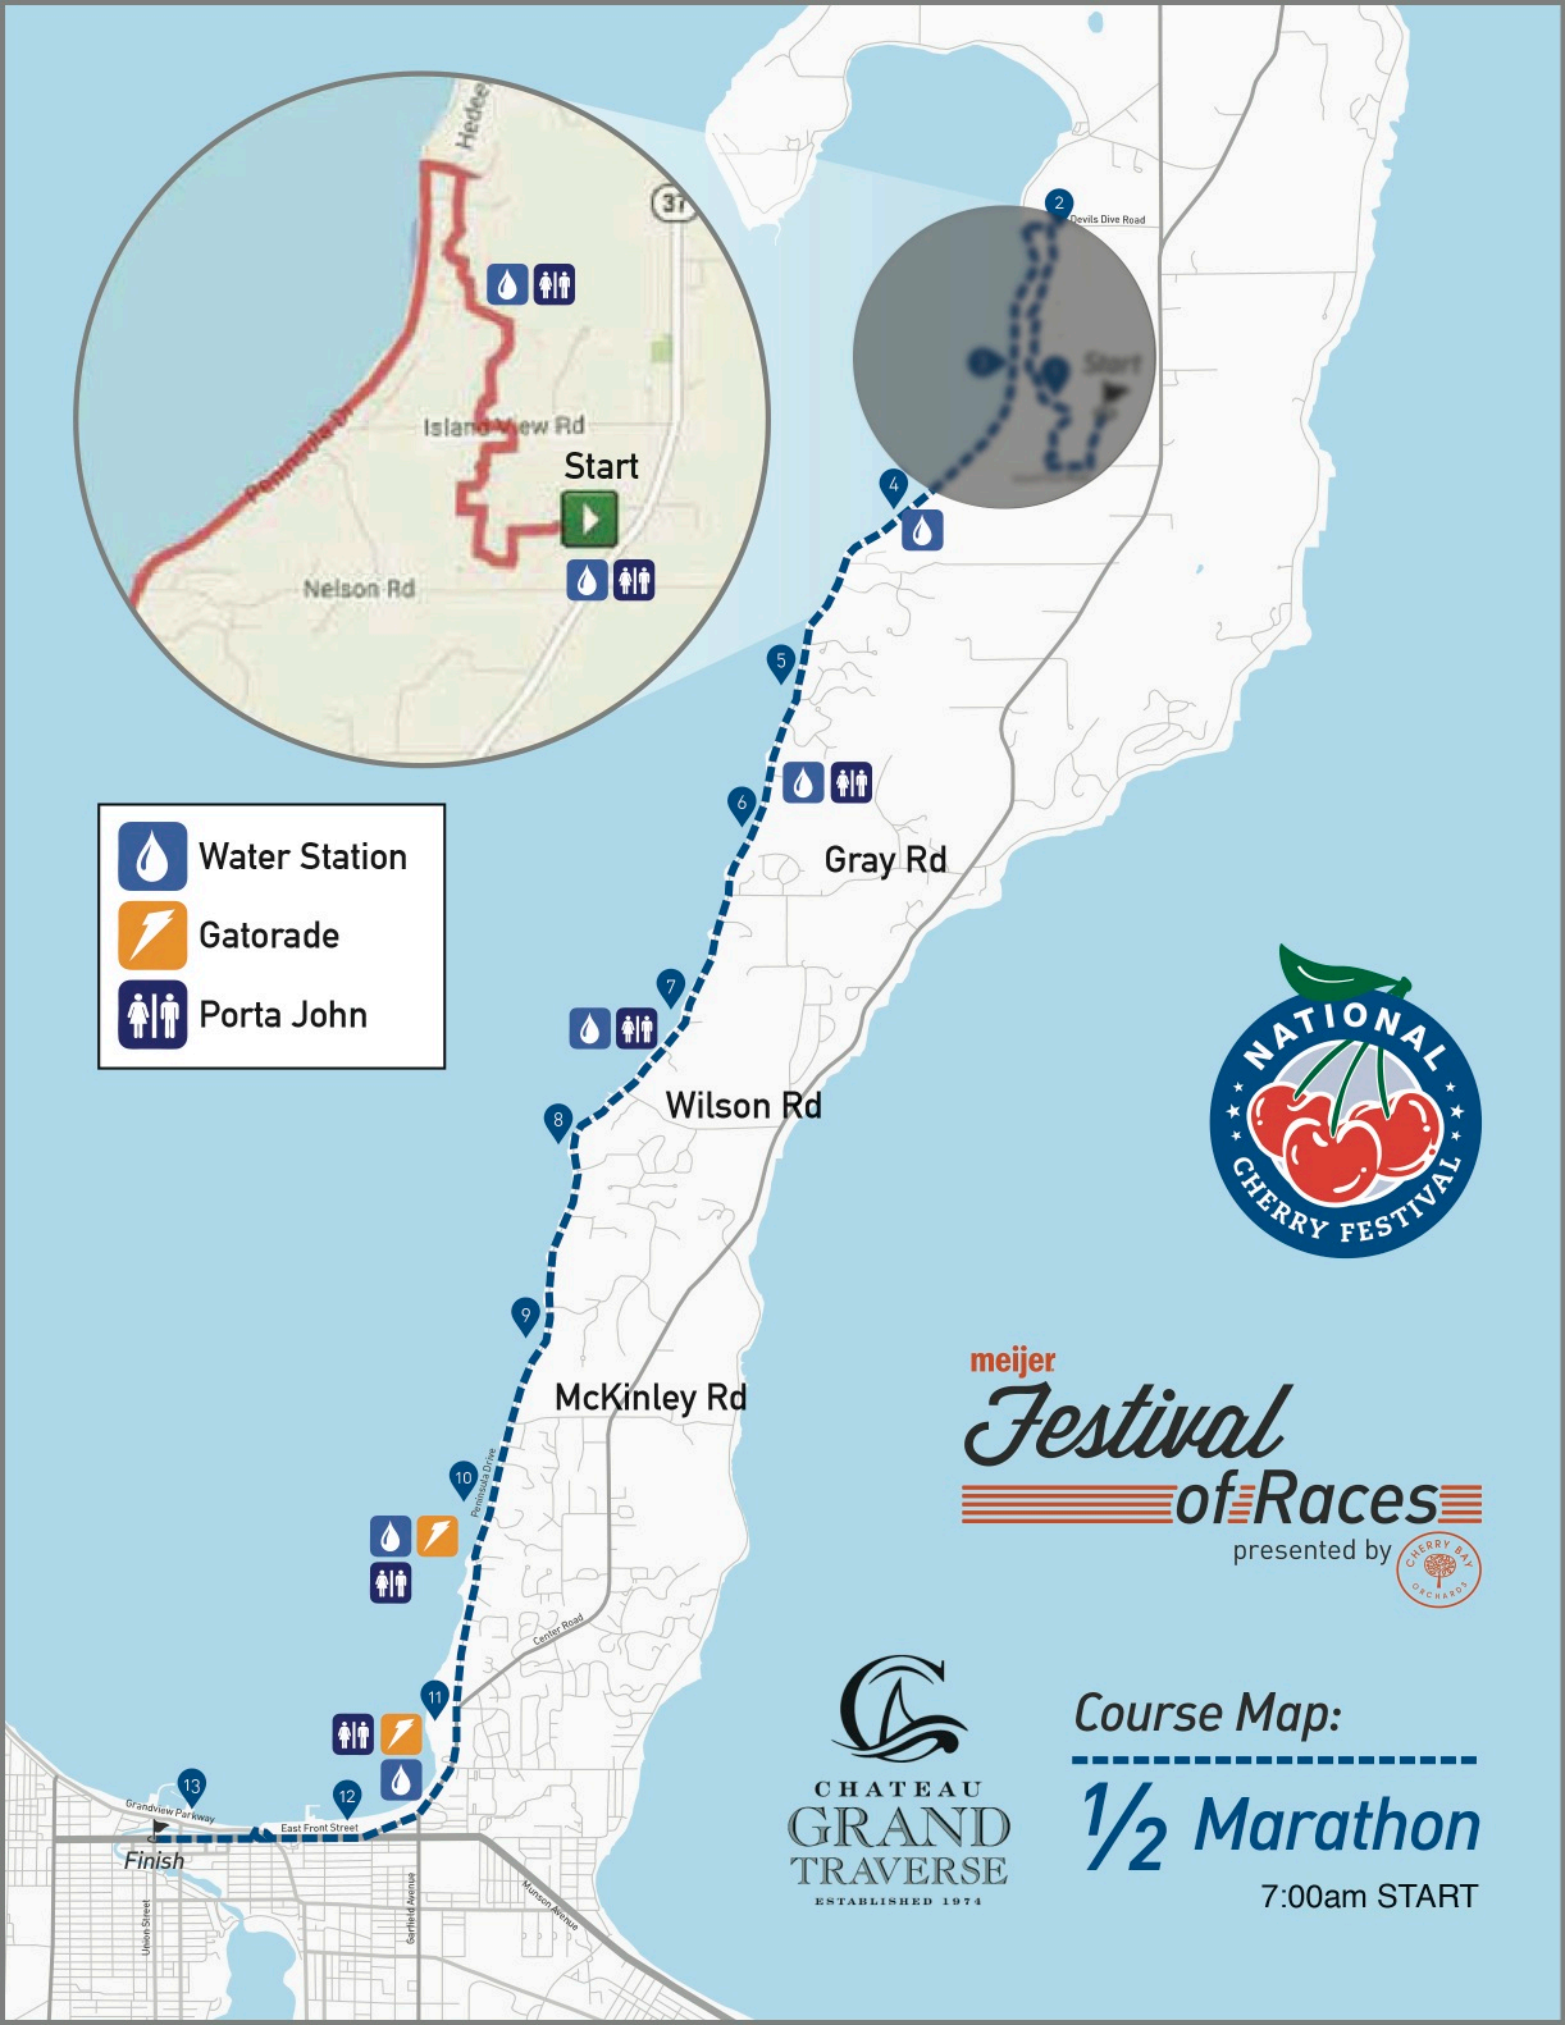 Hedee
37
Island View Rd
Start
Peninsula Dr
Nelson Rd
2
Devils Dive Road
Start
4
5
6
Gray Rd
Water Station
Gatorade
Porta John
7
Wilson Rd
8
9
McKinley Rd
10
Peninsula Drive
Center Road
11
12
13
Grandview Parkway
East Front Street
Finish
Union Street
Garfield Avenue
Munson Avenue
NATIONAL
CHERRY FESTIVAL
meijer
Festival
of Races
presented by
CHERRY BAY
ORCHARDS
CHATEAU
GRAND
TRAVERSE
ESTABLISHED 1974
Course Map:
1/2 Marathon
7:00am START